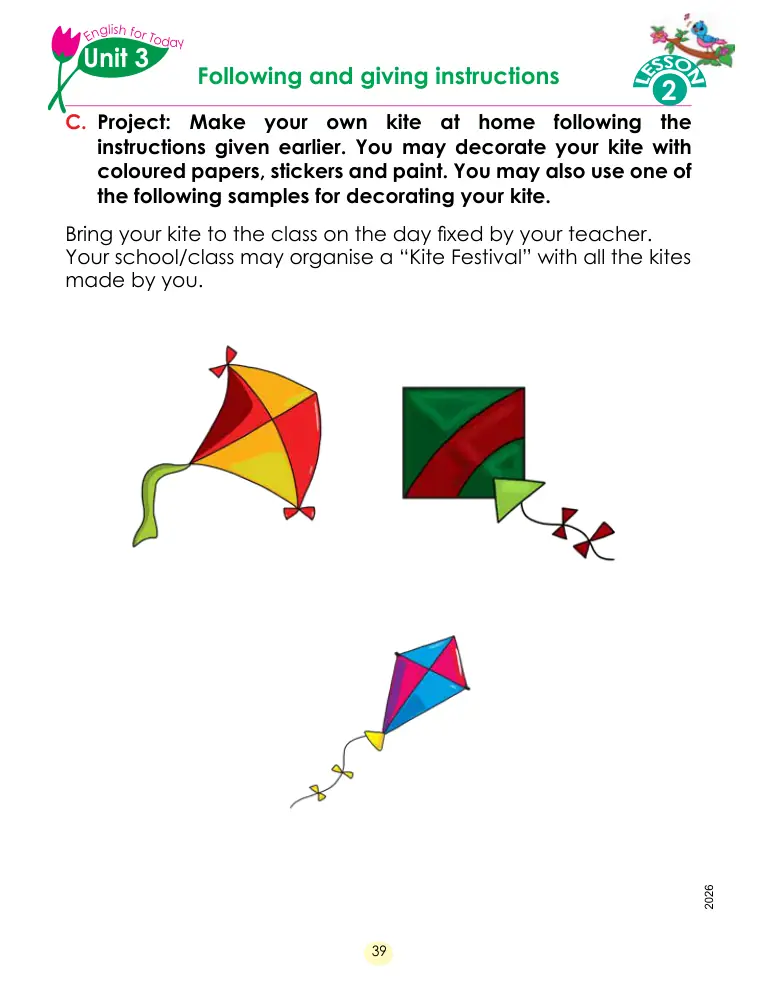 English for Today
Unit 3
Following and giving instructions
LESSON
2
C. Project: Make your own kite at home following the
instructions given earlier. You may decorate your kite with
coloured papers, stickers and paint. You may also use one of
the following samples for decorating your kite.
Bring your kite to the class on the day fixed by your teacher.
Your school/class may organise a “Kite Festival” with all the kites
made by you.
2026
39